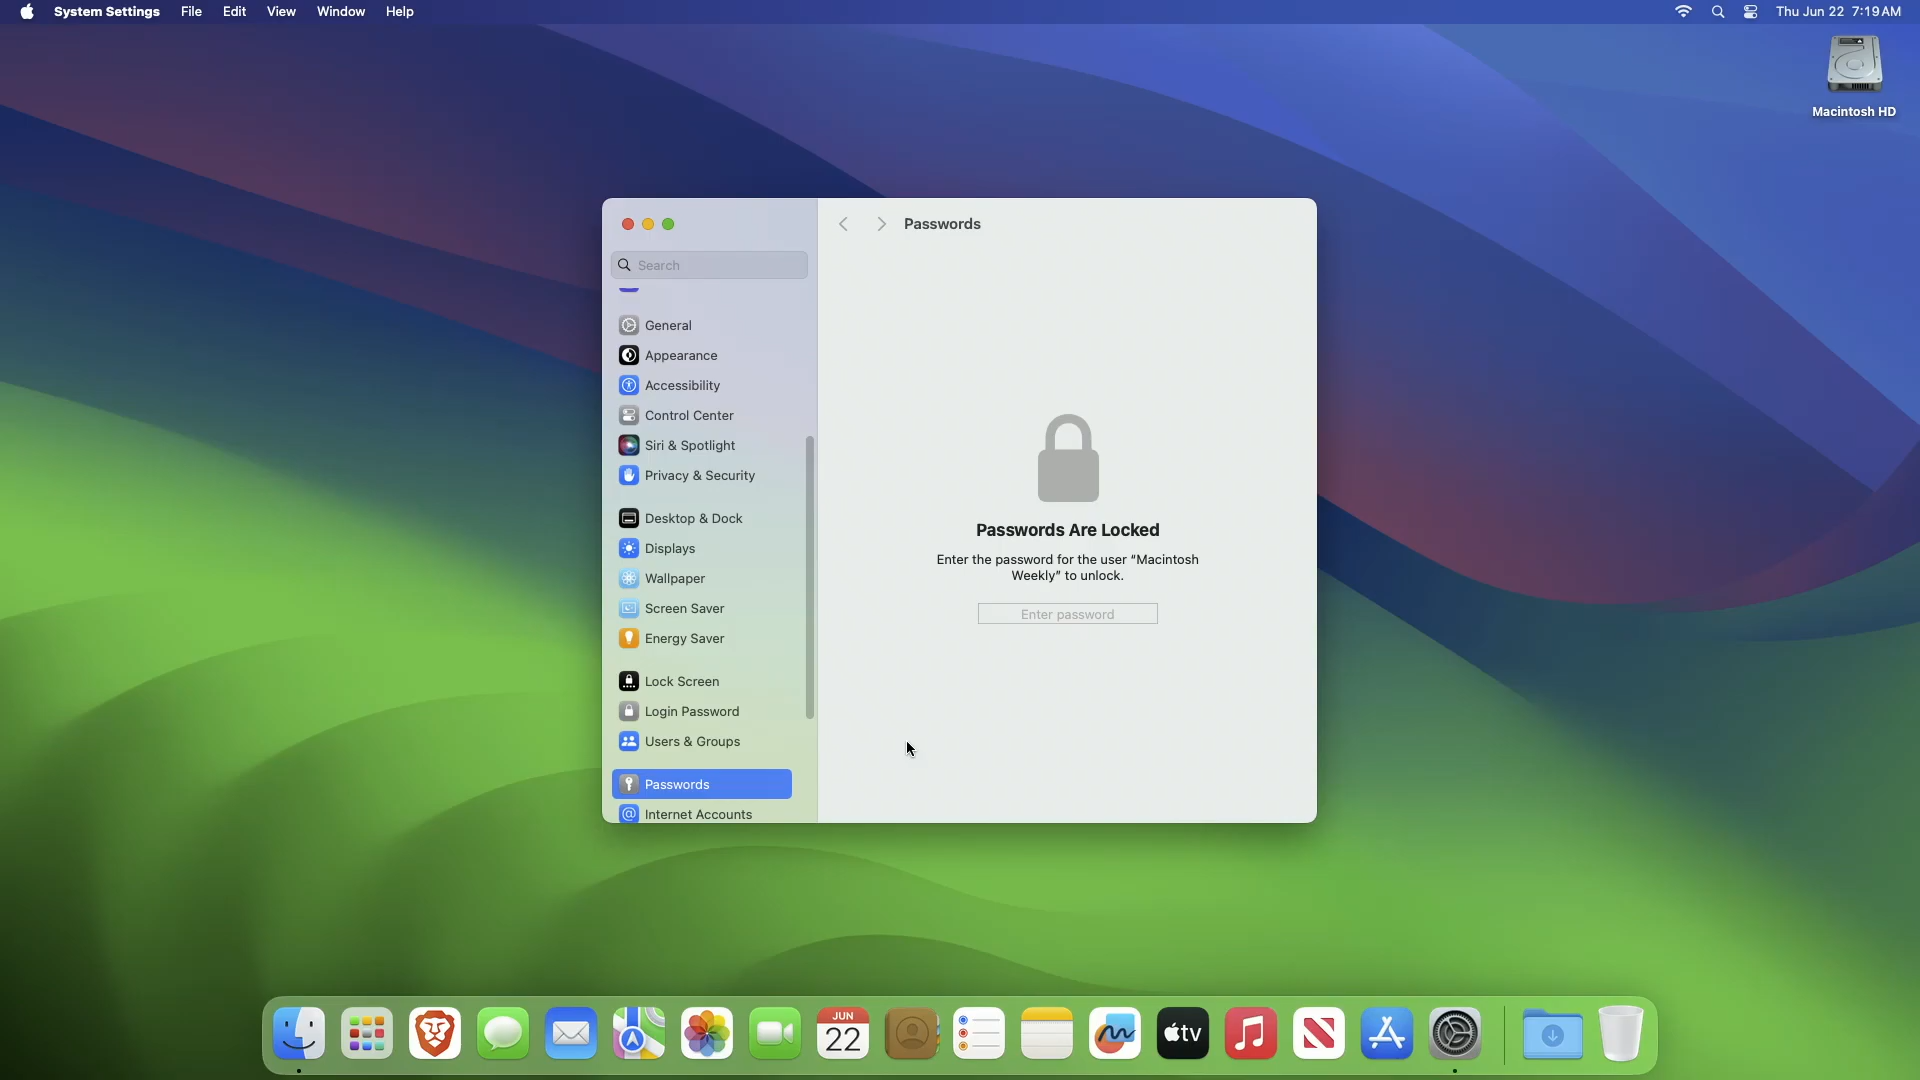 System Settings File Edit View Window Help Thu Jun 22 7:19 AM
Macintosh HD
Passwords
Search
General
Appearance
Accessibility
Control Center
Siri & Spotlight
Privacy & Security
Desktop & Dock
Displays
Wallpaper
Screen Saver
Energy Saver
Lock Screen
Login Password
Users & Groups
Passwords
Internet Accounts
Passwords Are Locked
Enter the password for the user "Macintosh
Weekly" to unlock.
Enter password
JUN
22
tv